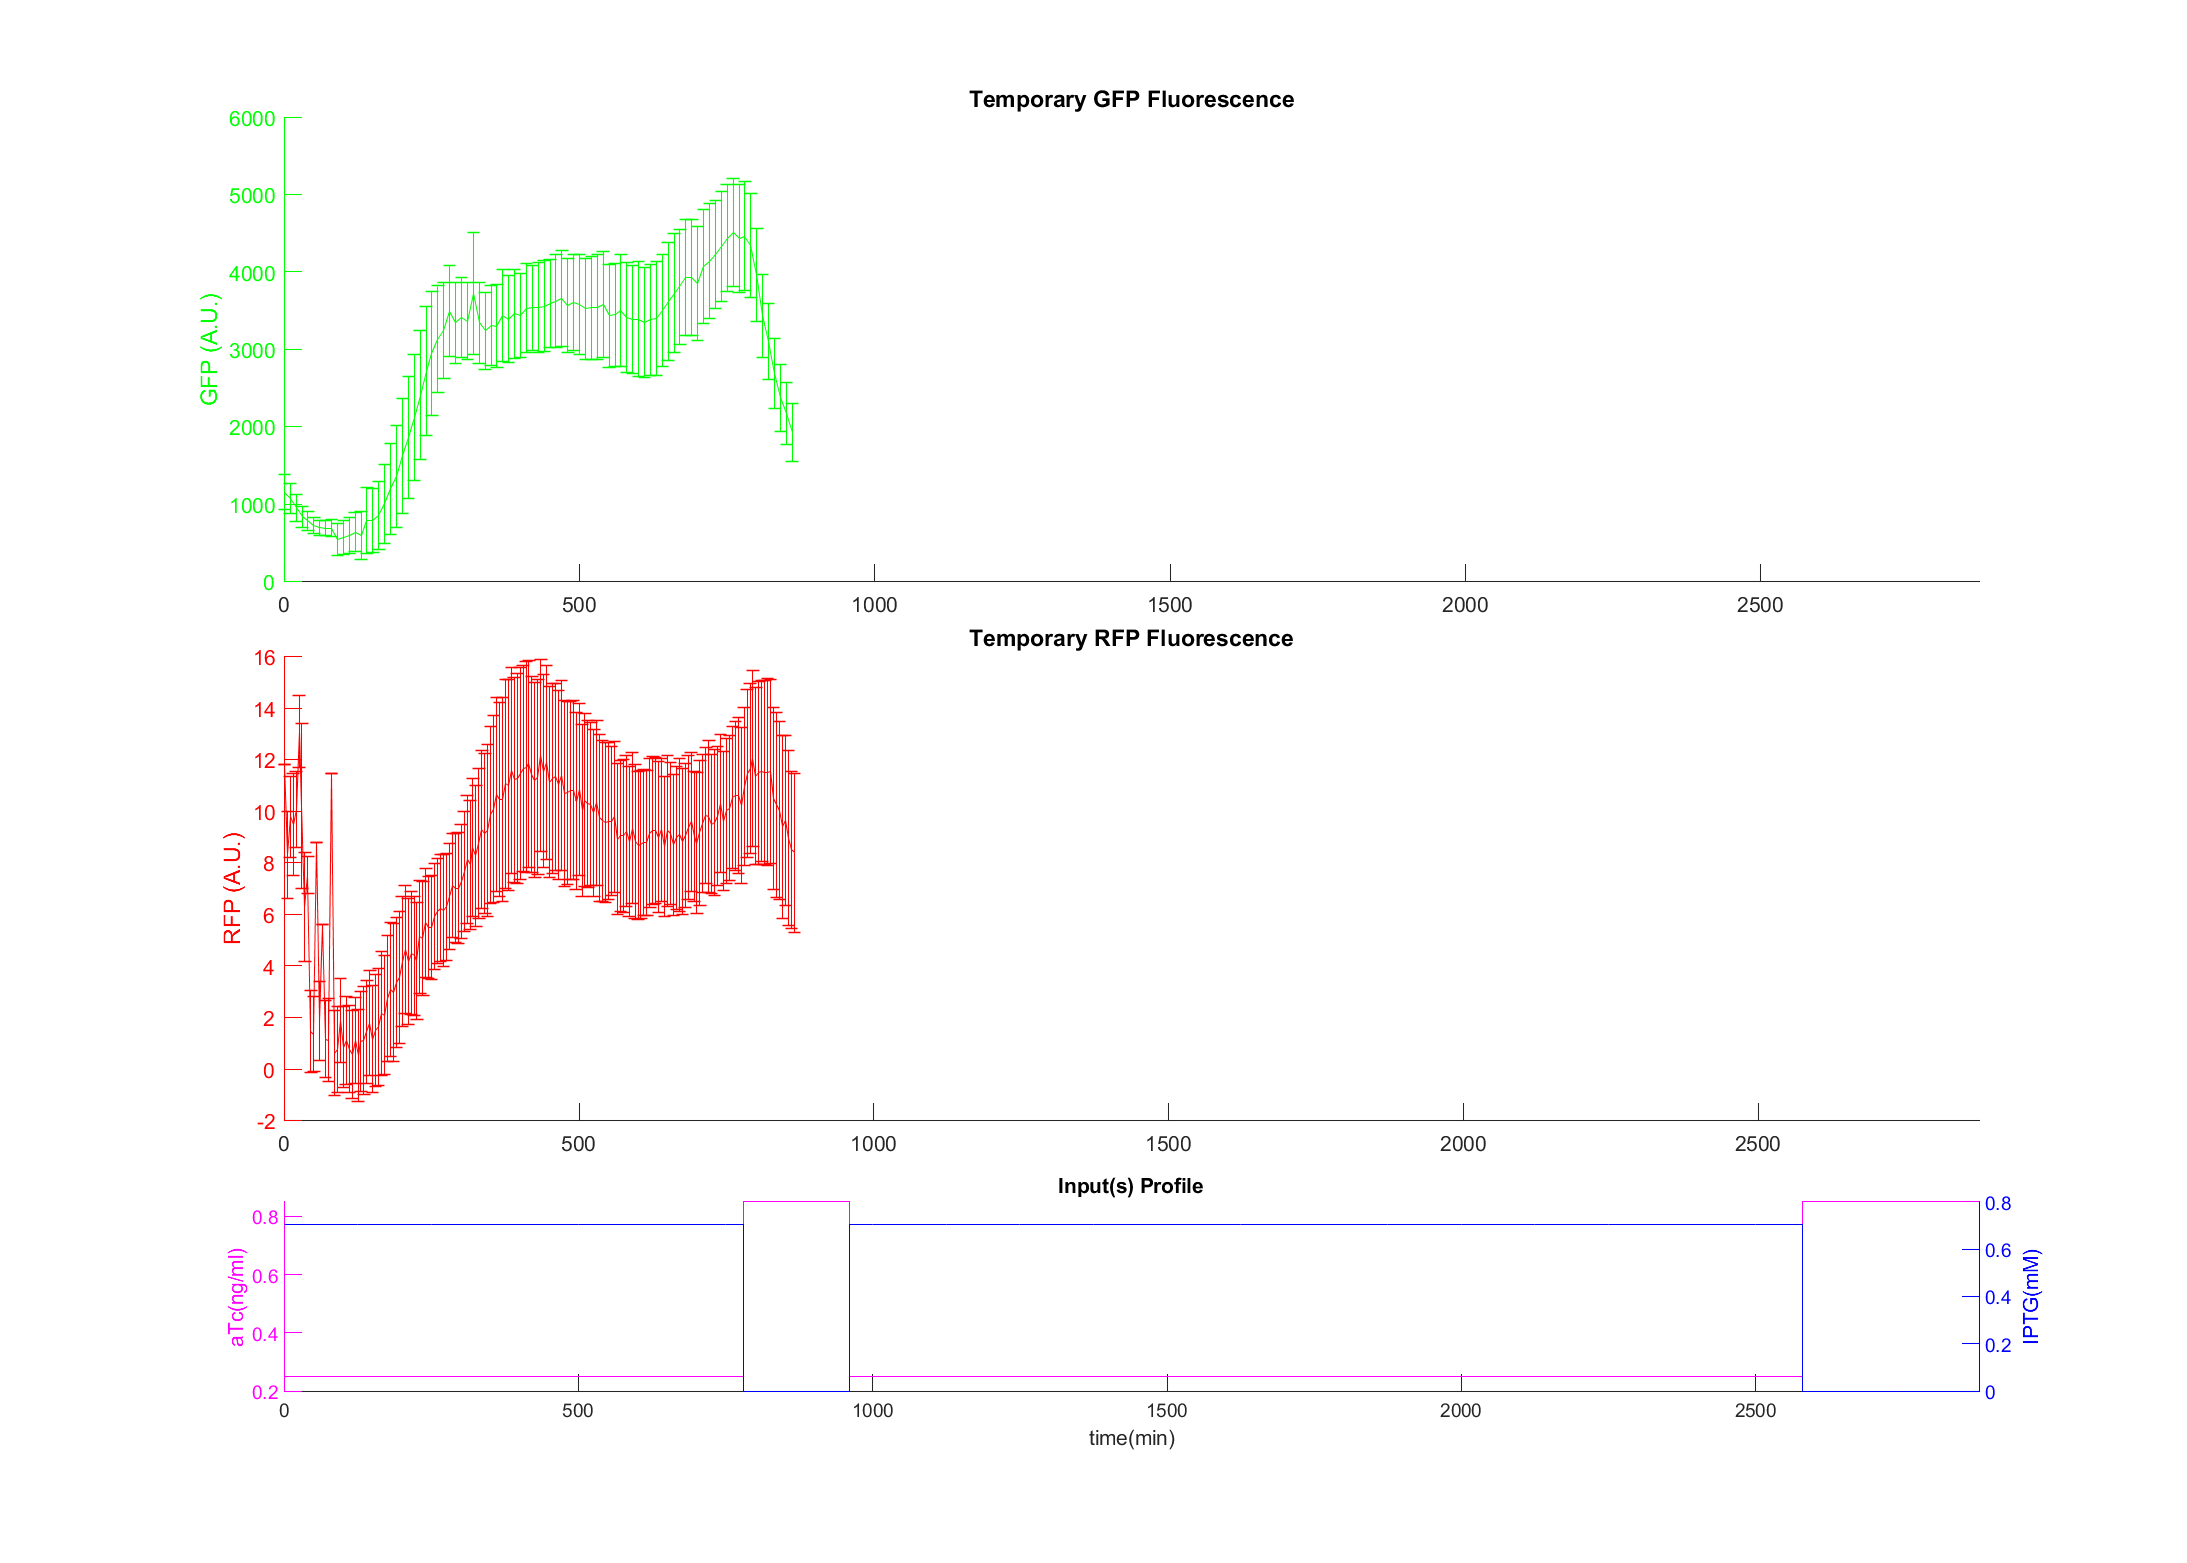 Temporary GFP Fluorescence
6000
5000
4000
3000
2000
1000
0
GFP (A.U.)
0 500 1000 1500 2000 2500
Temporary RFP Fluorescence
16
14
12
10
8
6
4
2
0
-2
RFP (A.U.)
0 500 1000 1500 2000 2500
Input(s) Profile
0.8
0.6
0.4
0.2
aTc(ng/ml)
0.8
0.6
0.4
0.2
0
IPTG(mM)
0 500 1000 1500 2000 2500
time(min)